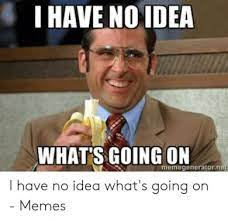 I HAVE NO IDEA
WHAT'S GOING ON
memegenerator.net
I have no idea what's going on
- Memes